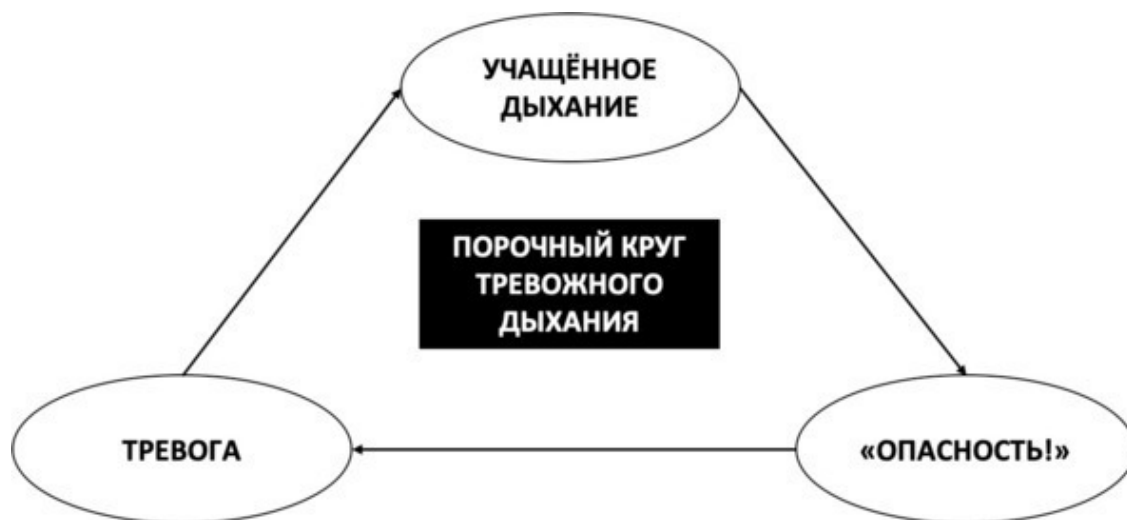 УЧАЩЁННОЕ
ДЫХАНИЕ
ПОРОЧНЫЙ КРУГ
ТРЕВОЖНОГО
ДЫХАНИЯ
ТРЕВОГА
«ОПАСНОСТЬ!»